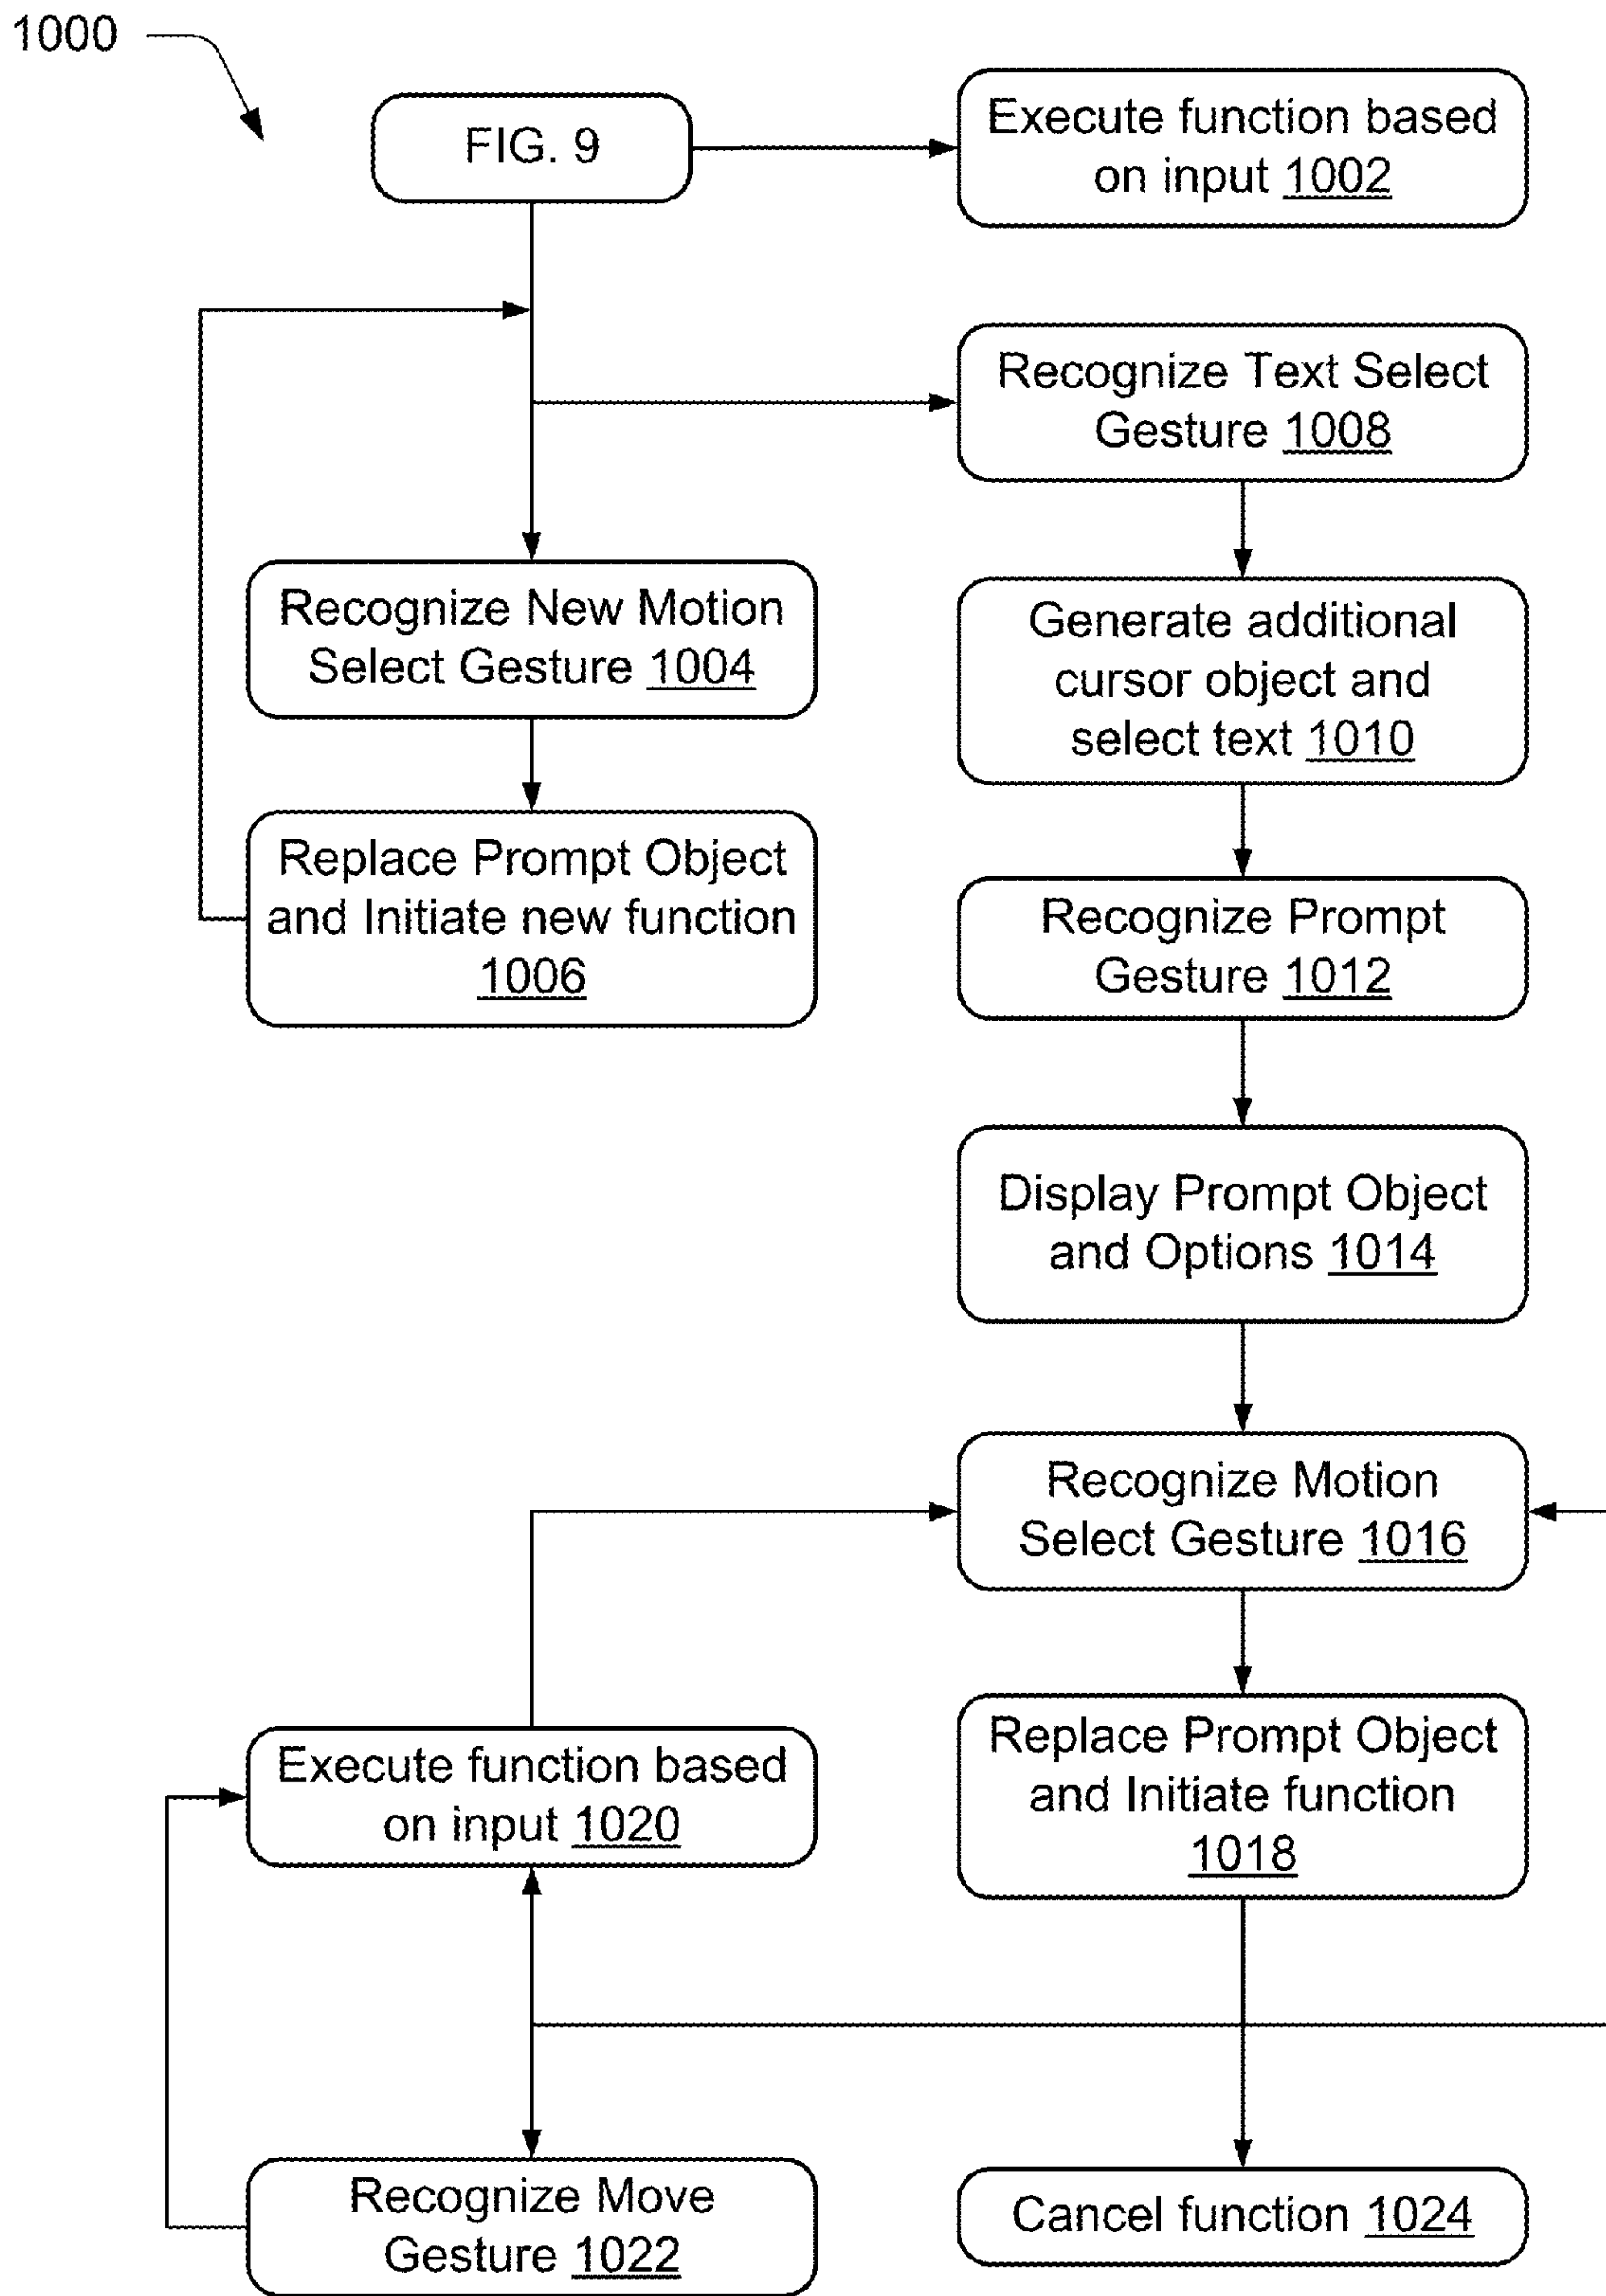 1000
FIG. 9
Execute function based
on input 1002
Recognize Text Select
Gesture 1008
Recognize New Motion
Select Gesture 1004
Generate additional
cursor object and
select text 1010
Replace Prompt Object
and Initiate new function
1006
Recognize Prompt
Gesture 1012
Display Prompt Object
and Options 1014
Recognize Motion
Select Gesture 1016
Replace Prompt Object
and Initiate function
1018
Execute function based
on input 1020
Recognize Move
Gesture 1022
Cancel function 1024